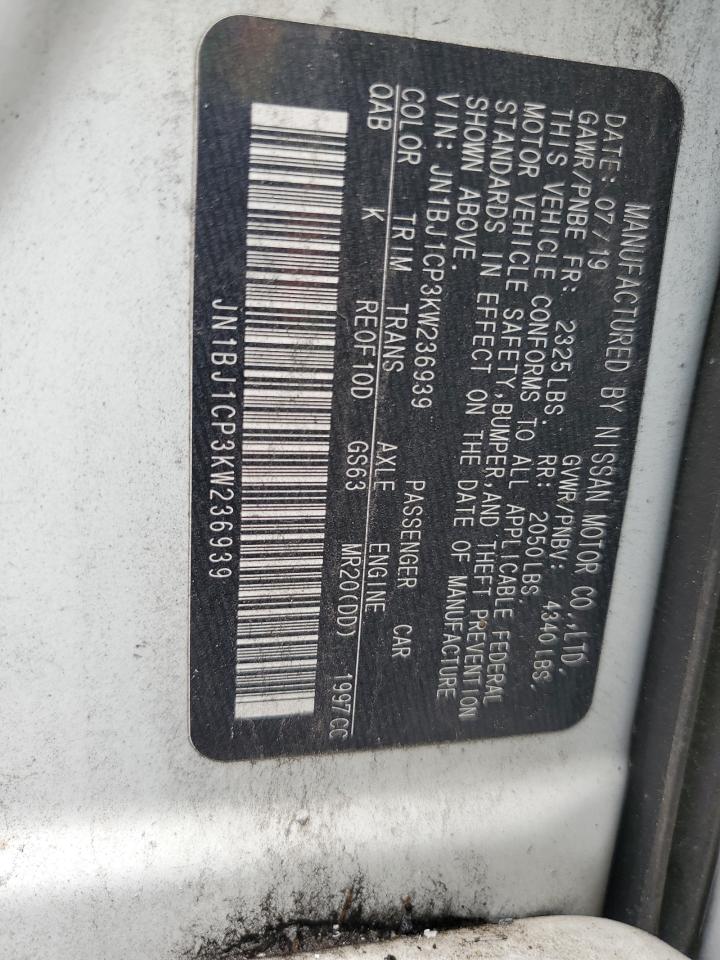 MANUFACTURED BY NISSAN MOTOR CO.,LTD.
DATE: 07/19 GVWR/PNBV: 4340LBS.
GAWR/PNBE FR: 2325LBS. RR: 2050LBS.
THIS VEHICLE CONFORMS TO ALL APPLICABLE FEDERAL
MOTOR VEHICLE SAFETY,BUMPER,AND THEFT PREVENTION
STANDARDS IN EFFECT ON THE DATE OF MANUFACTURE
SHOWN ABOVE.
VIN: JN1BJ1CP3KW236939 PASSENGER CAR
COLOR TRIM TRANS AXLE ENGINE
QAB K RE0F10D GS63 MR20(DD) 1997CC
JN1BJ1CP3KW236939